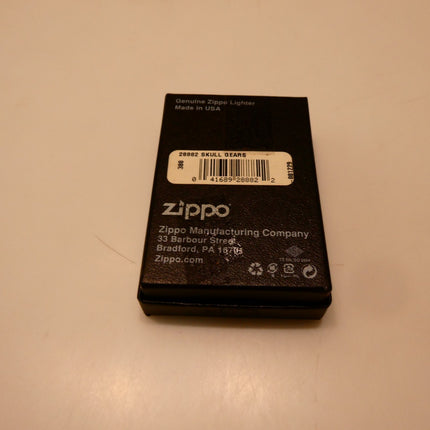 Genuine Zippo Lighter
Made in USA
28882 SKULL GEARS
0 41689 28882 2
zippo
Zippo Manufacturing Company
33 Barbour Street
Bradford, PA
Zippo.com